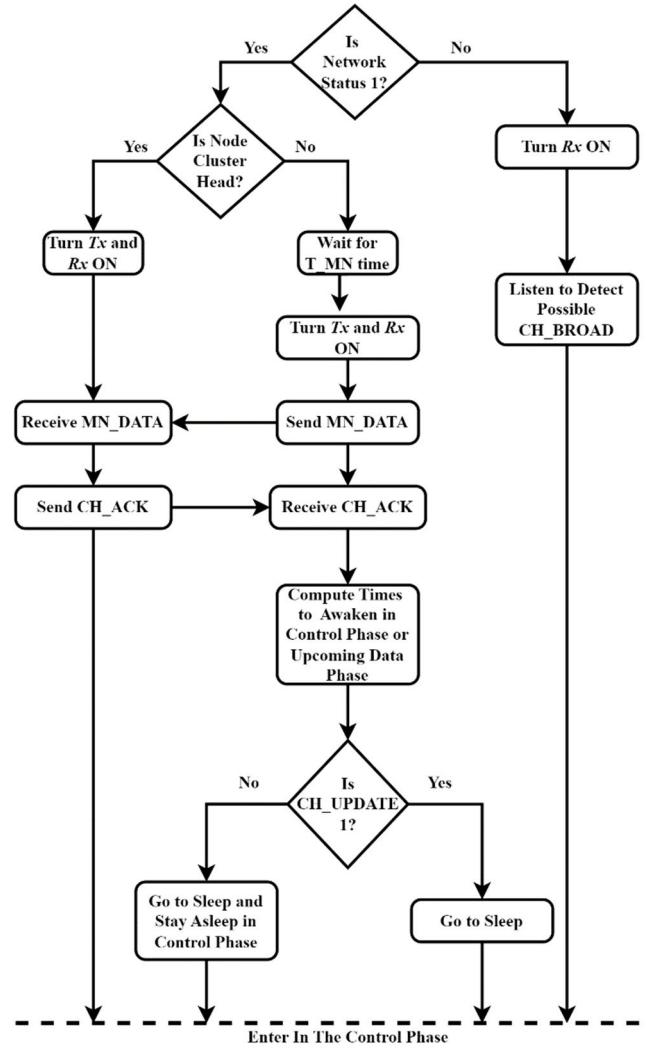 Yes
Is
Network
Status 1?
No
Yes
Is Node
Cluster
Head?
No
Turn Rx ON
Turn Tx and
Rx ON
Wait for
T_MN time
Listen to Detect
Possible
CH_BROAD
Turn Tx and Rx
ON
Receive MN_DATA
Send MN_DATA
Send CH_ACK
Receive CH_ACK
Compute Times
to Awaken in
Control Phase or
Upcoming Data
Phase
No
Is
CH_UPDATE
1?
Yes
Go to Sleep and
Stay Asleep in
Control Phase
Go to Sleep
Enter In The Control Phase